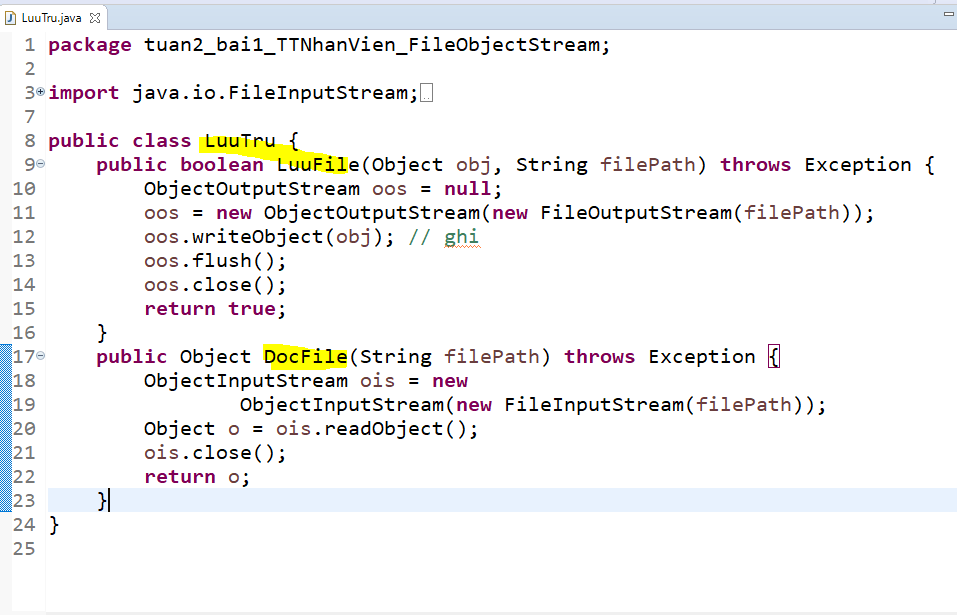 LuuTru.java
1 package tuan2_bai1_TTNhanVien_FileObjectStream;
2
3 import java.io.FileInputStream;
7
8 public class LuuTru {
9 public boolean LuuFile(Object obj, String filePath) throws Exception {
10 ObjectOutputStream oos = null;
11 oos = new ObjectOutputStream(new FileOutputStream(filePath));
12 oos.writeObject(obj); // ghi
13 oos.flush();
14 oos.close();
15 return true;
16 }
17 public Object DocFile(String filePath) throws Exception {
18 ObjectInputStream ois = new
19 ObjectInputStream(new FileInputStream(filePath));
20 Object o = ois.readObject();
21 ois.close();
22 return o;
23 }
24 }
25